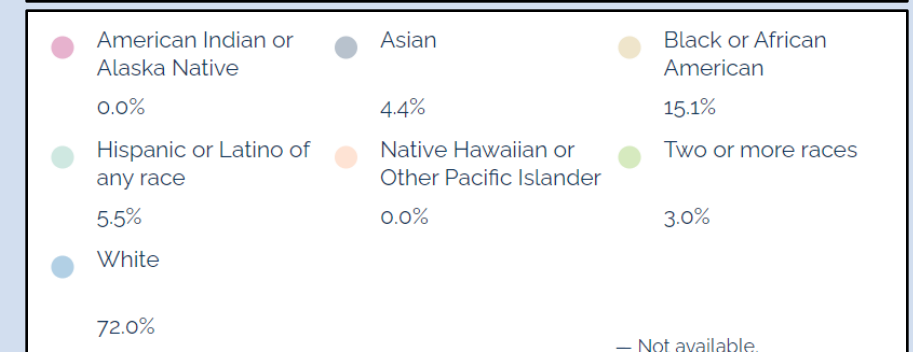 American Indian or
Alaska Native
0.0%
Asian
4.4%
Black or African
American
15.1%
Hispanic or Latino of
any race
5.5%
Native Hawaiian or
Other Pacific Islander
0.0%
Two or more races
3.0%
White
72.0%
— Not available.